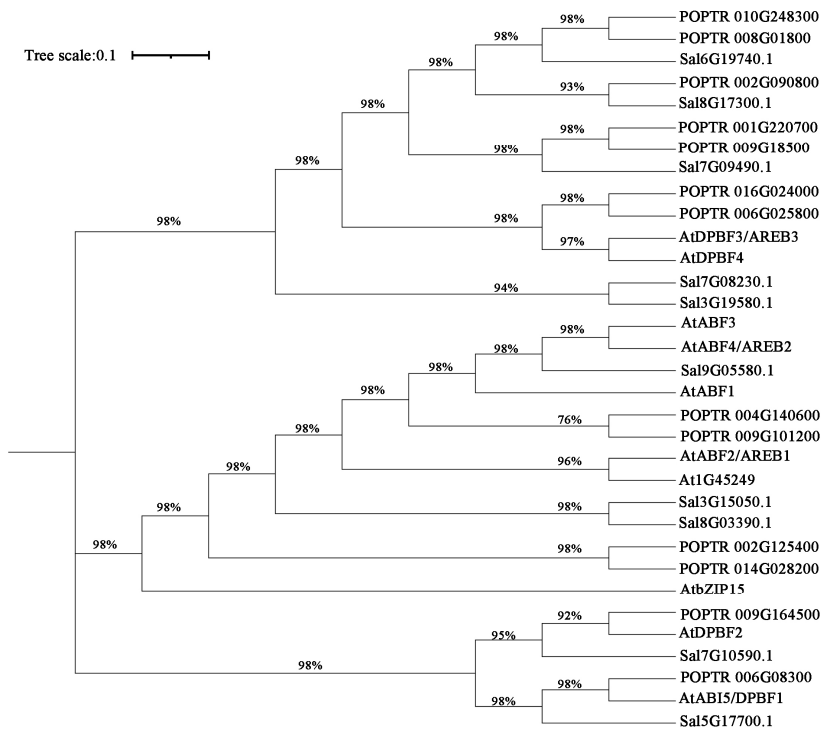 98%
POPTR 010G248300
98%
POPTR 008G01800
Tree scale:0.1
98%
Sal6G19740.1
93%
POPTR 002G090800
98%
Sal8G17300.1
98%
POPTR 001G220700
98%
POPTR 009G18500
98%
Sal7G09490.1
98%
POPTR 016G024000
98%
98%
POPTR 006G025800
97%
AtDPBF3/AREB3
AtDPBF4
94%
Sal7G08230.1
Sal3G19580.1
98%
AtABF3
98%
AtABF4/AREB2
98%
Sal9G05580.1
98%
AtABF1
76%
POPTR 004G140600
98%
POPTR 009G101200
98%
96%
AtABF2/AREB1
At1G45249
98%
98%
Sal3G15050.1
Sal8G03390.1
98%
98%
POPTR 002G125400
POPTR 014G028200
AtbZIP15
92%
POPTR 009G164500
95%
AtDPBF2
98%
Sal7G10590.1
98%
POPTR 006G08300
98%
AtABI5/DPBF1
Sal5G17700.1